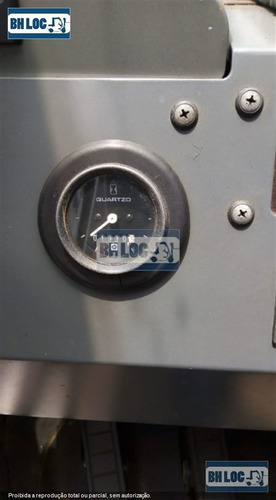 BH LOC
QUARTZO
BH LOC
Proibida a reprodução total ou parcial, sem autorização.
BH LOC